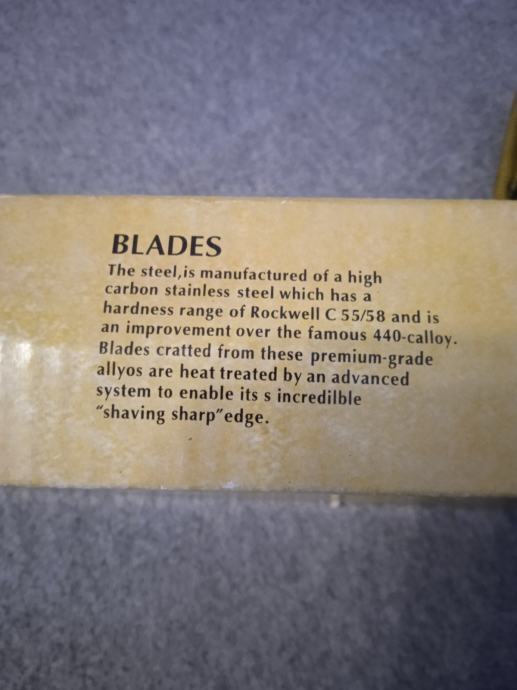 BLADES
The steel,is manufactured of a high
carbon stainless steel which has a
hardness range of Rockwell C 55/58 and is
an improvement over the famous 440-calloy.
Blades cratted from these premium-grade
allyos are heat treated by an advanced
system to enable its s incredilble
“shaving sharp”edge.